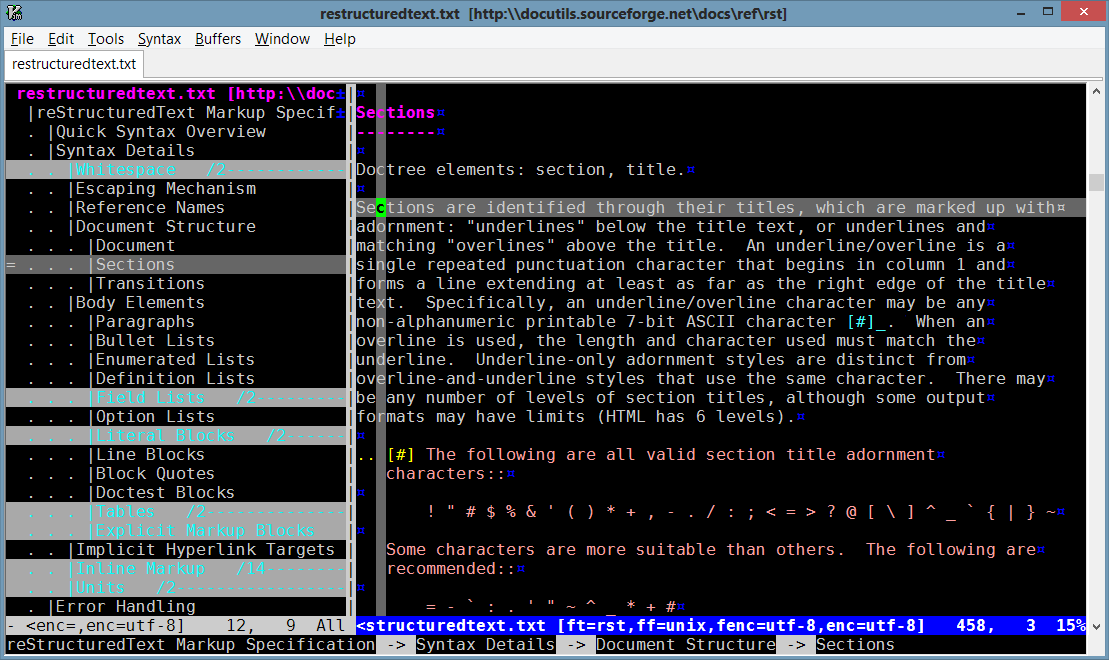 restructuredtext.txt [http:\\docutils.sourceforge.net\docs\ref\rst]
File Edit Tools Syntax Buffers Window Help
restructuredtext.txt
restructuredtext.txt [http:\\doc±
|reStructuredText Markup Specif±
. |Quick Syntax Overview
. |Syntax Details
. . |Whitespace /2------------
. . |Escaping Mechanism
. . |Reference Names
. . |Document Structure
. . . |Document
= . . . |Sections
. . . |Transitions
. . |Body Elements
. . . |Paragraphs
. . . |Bullet Lists
. . . |Enumerated Lists
. . . |Definition Lists
. . . |Field Lists /2---------
. . . |Option Lists
. . . |Literal Blocks /2------
. . . |Line Blocks
. . . |Block Quotes
. . . |Doctest Blocks
. . . |Tables /2--------------
. . . |Explicit Markup Blocks
. . |Implicit Hyperlink Targets
. . |Inline Markup /14--------
. . |Units /2-----------------
. |Error Handling
- <enc=,enc=utf-8] 12, 9 All
¤
Sections¤
--------¤
¤
Doctree elements: section, title.¤
¤
Sections are identified through their titles, which are marked up with¤
adornment: "underlines" below the title text, or underlines and¤
matching "overlines" above the title. An underline/overline is a¤
single repeated punctuation character that begins in column 1 and¤
forms a line extending at least as far as the right edge of the title¤
text. Specifically, an underline/overline character may be any¤
non-alphanumeric printable 7-bit ASCII character [#]_. When an¤
overline is used, the length and character used must match the¤
underline. Underline-only adornment styles are distinct from¤
overline-and-underline styles that use the same character. There may¤
be any number of levels of section titles, although some output¤
formats may have limits (HTML has 6 levels).¤
¤
.. [#] The following are all valid section title adornment¤
characters::¤
¤
! " # $ % & ' ( ) * + , - . / : ; < = > ? @ [ \ ] ^ _ ` { | } ~¤
¤
Some characters are more suitable than others. The following are¤
recommended::¤
¤
= - ` : . ' " ~ ^ _ * + #¤
<structuredtext.txt [ft=rst,ff=unix,fenc=utf-8,enc=utf-8] 458, 3 15%
reStructuredText Markup Specification -> Syntax Details -> Document Structure -> Sections